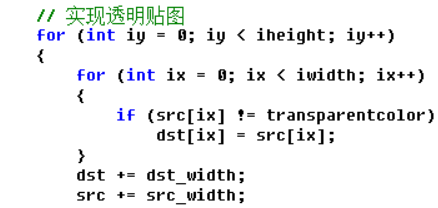 // 实现透明贴图
for (int iy = 0; iy < iheight; iy++)
{
for (int ix = 0; ix < iwidth; ix++)
{
if (src[ix] != transparentcolor)
dst[ix] = src[ix];
}
dst += dst_width;
src += src_width;